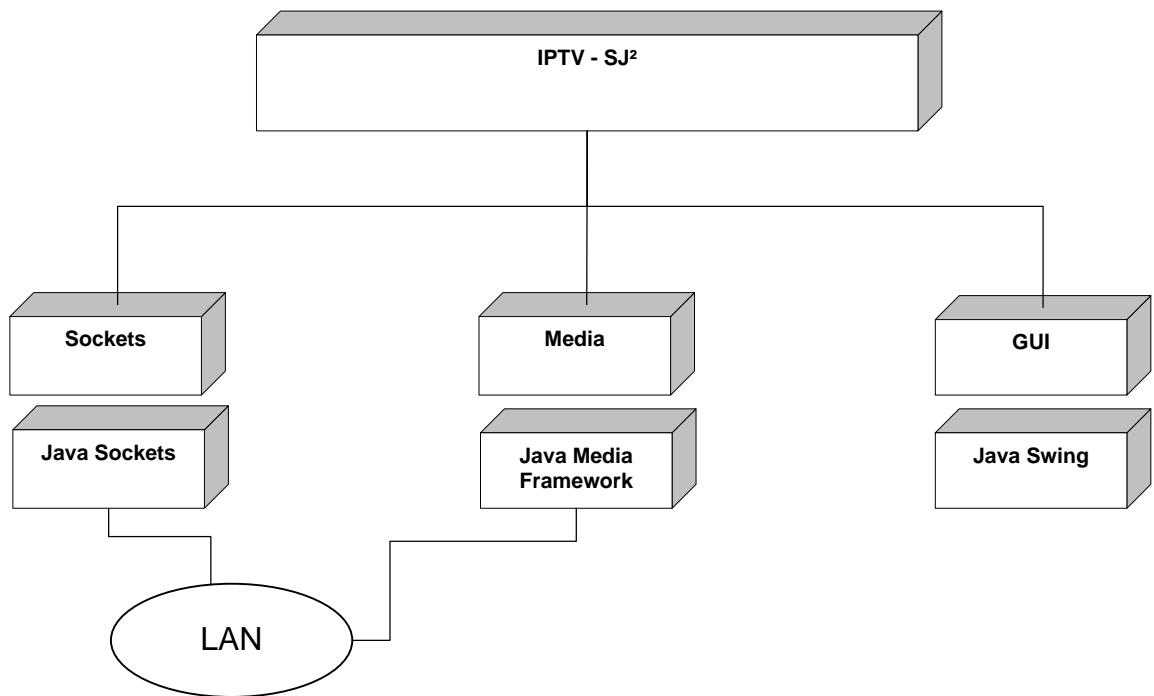 IPTV - SJ²
Sockets
Media
GUI
Java Sockets
Java Media
Framework
Java Swing
LAN